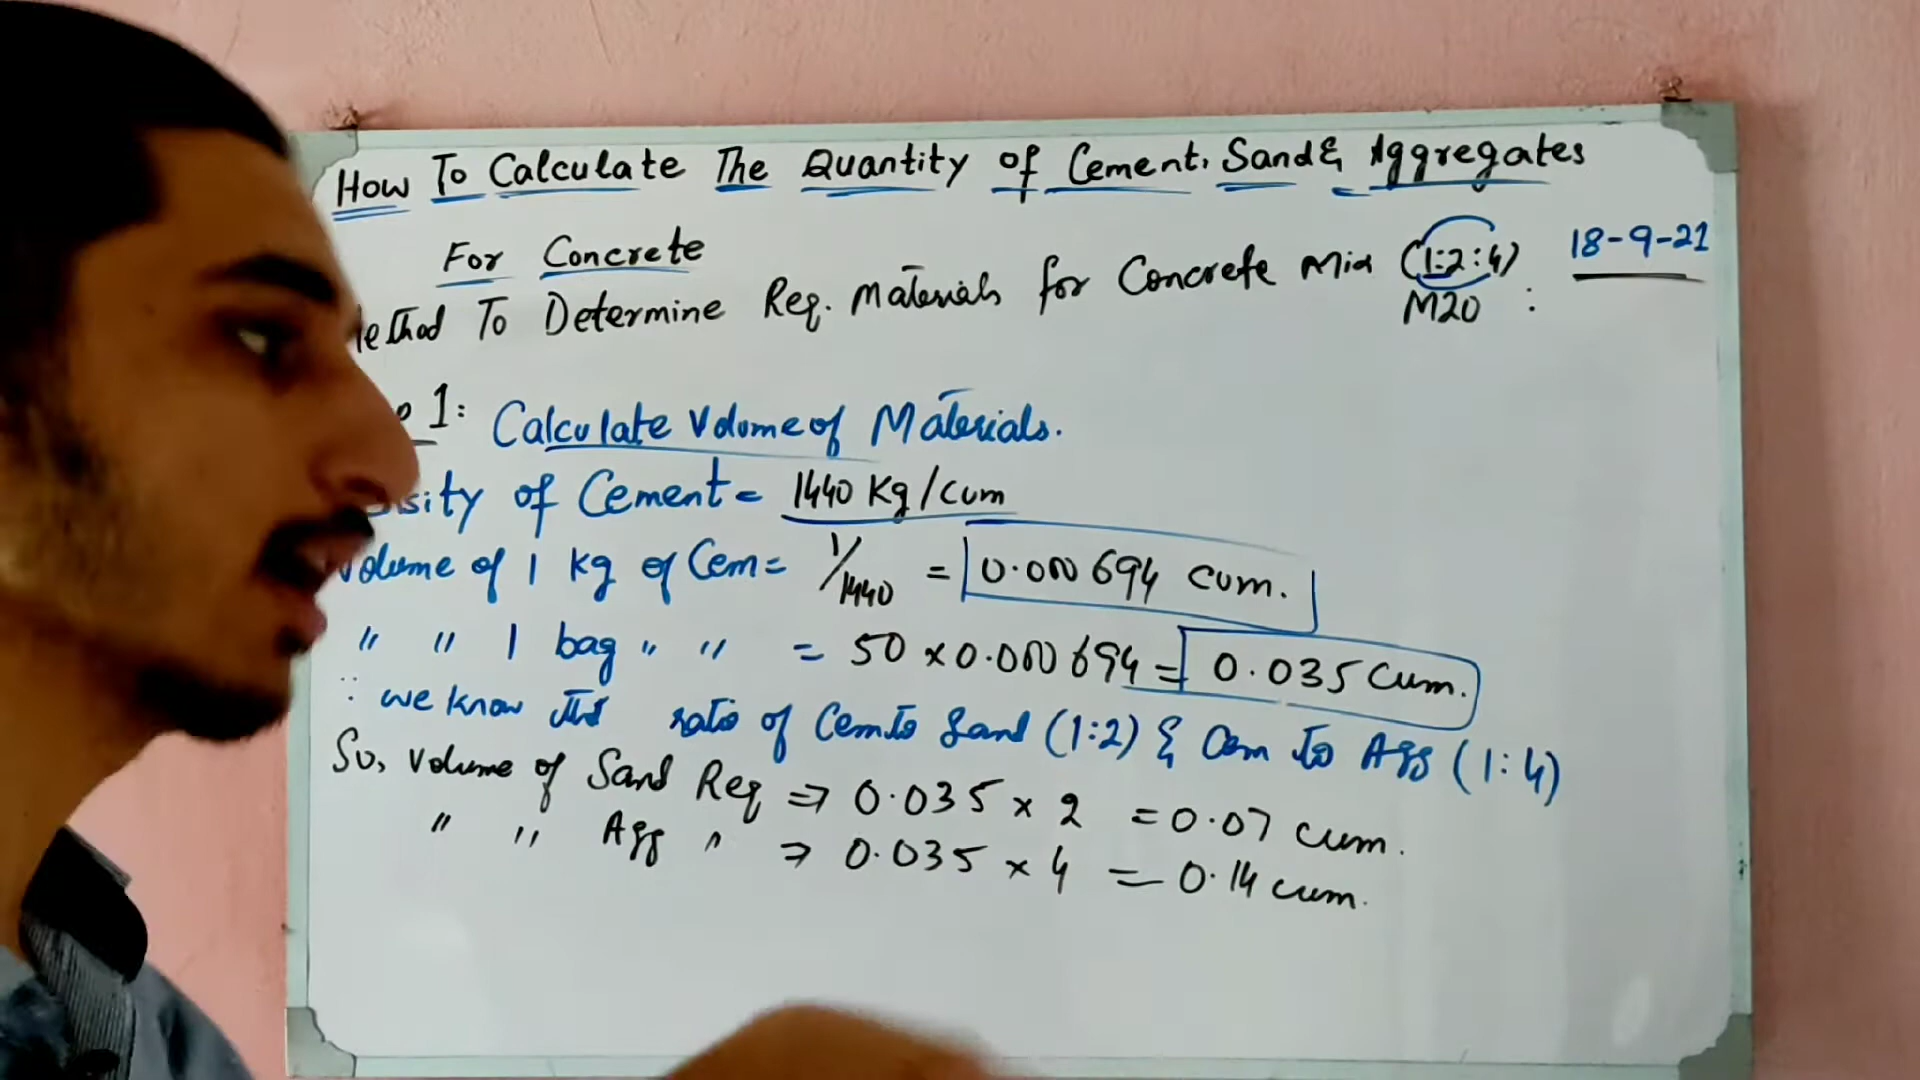 How To Calculate The Quantity of Cement, Sand & Aggregates
For Concrete
18-9-21
ethod To Determine Req. Materials for Concrete Mix (1:2:4)
M20 :
p 1: Calculate Volume of Materials.
sity of Cement = 1440 Kg/cum
Volume of 1 kg of Cem = 1/1440 = 0.000694 cum.
" " 1 bag " " = 50 x 0.000694 = 0.035 cum.
∵ we know the ratio of Cem to Sand (1:2) & Cem to Agg (1:4)
So, Volume of Sand Req ⇒ 0.035 x 2 = 0.07 cum.
" " Agg " ⇒ 0.035 x 4 = 0.14 cum.